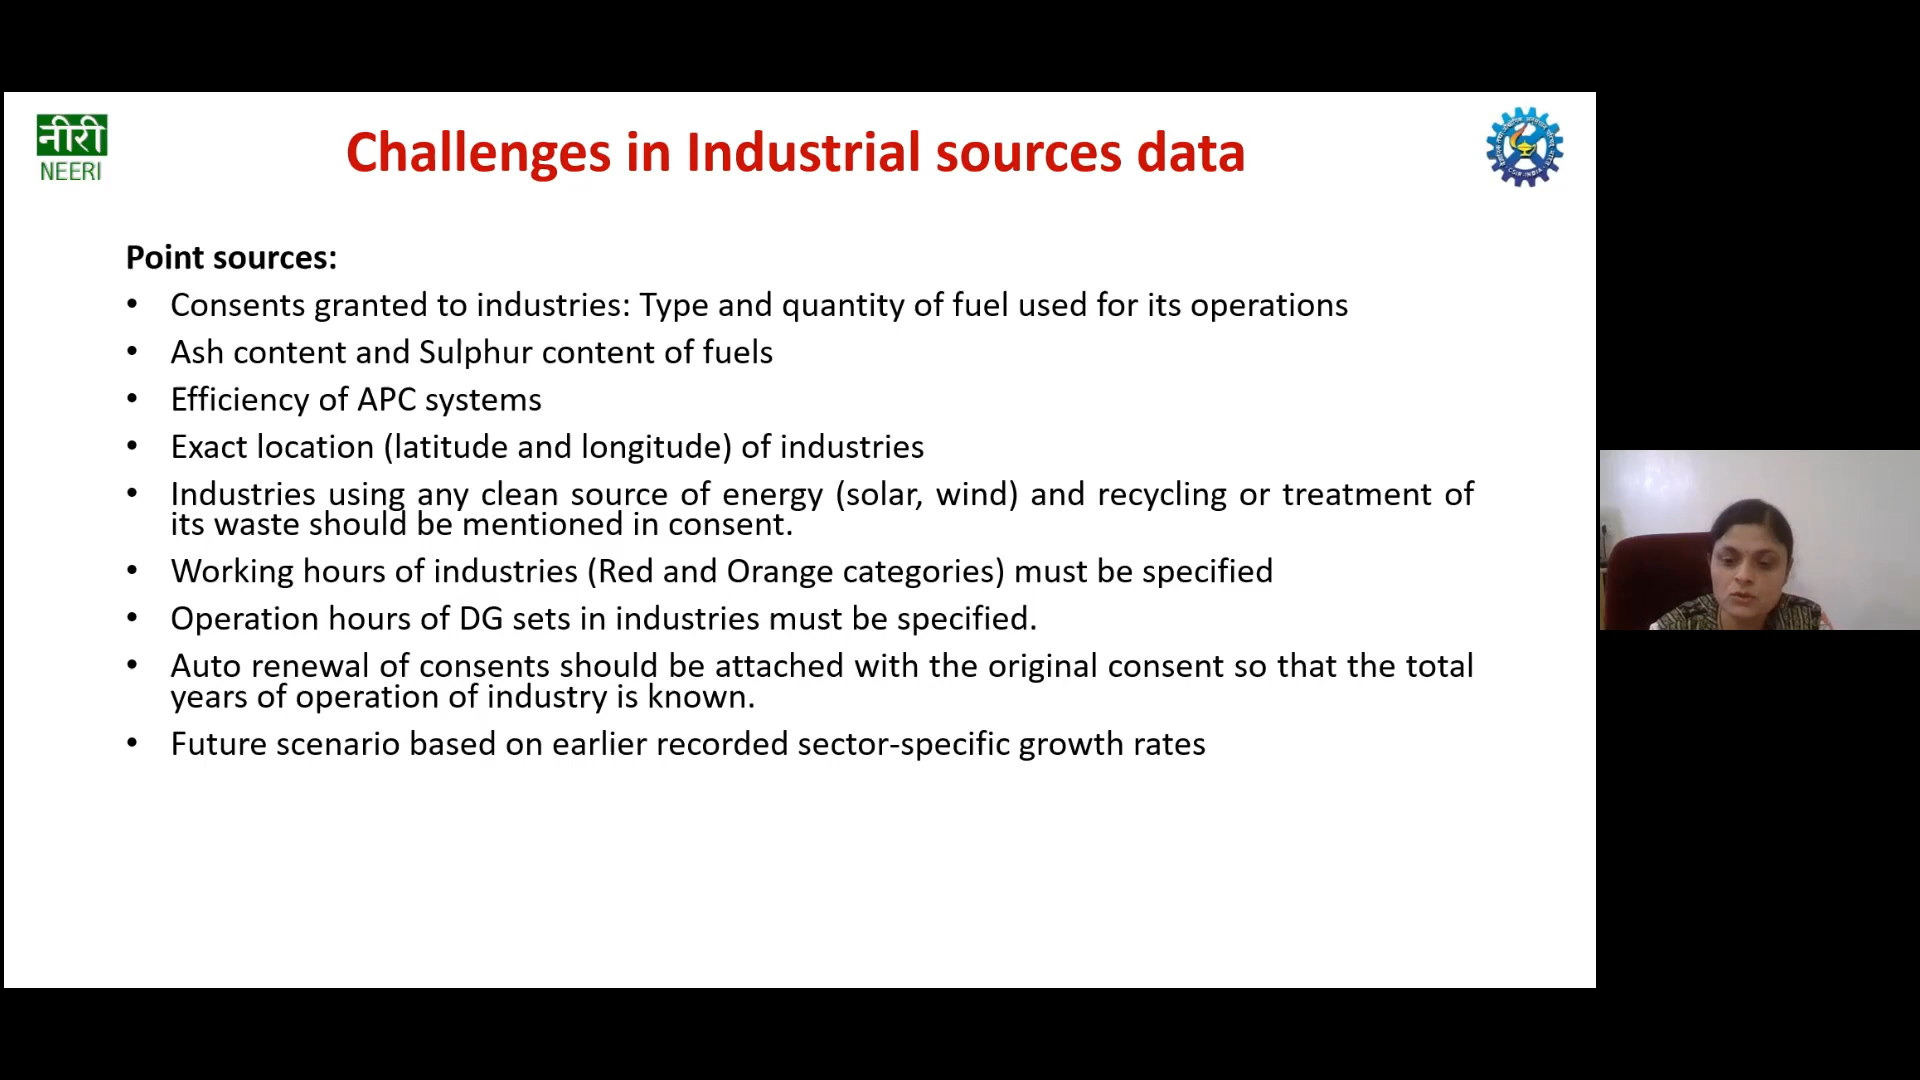 नीरी
NEERI
Challenges in Industrial sources data
CSIR-INDIA
Point sources:
• Consents granted to industries: Type and quantity of fuel used for its operations
• Ash content and Sulphur content of fuels
• Efficiency of APC systems
• Exact location (latitude and longitude) of industries
• Industries using any clean source of energy (solar, wind) and recycling or treatment of
its waste should be mentioned in consent.
• Working hours of industries (Red and Orange categories) must be specified
• Operation hours of DG sets in industries must be specified.
• Auto renewal of consents should be attached with the original consent so that the total
years of operation of industry is known.
• Future scenario based on earlier recorded sector-specific growth rates